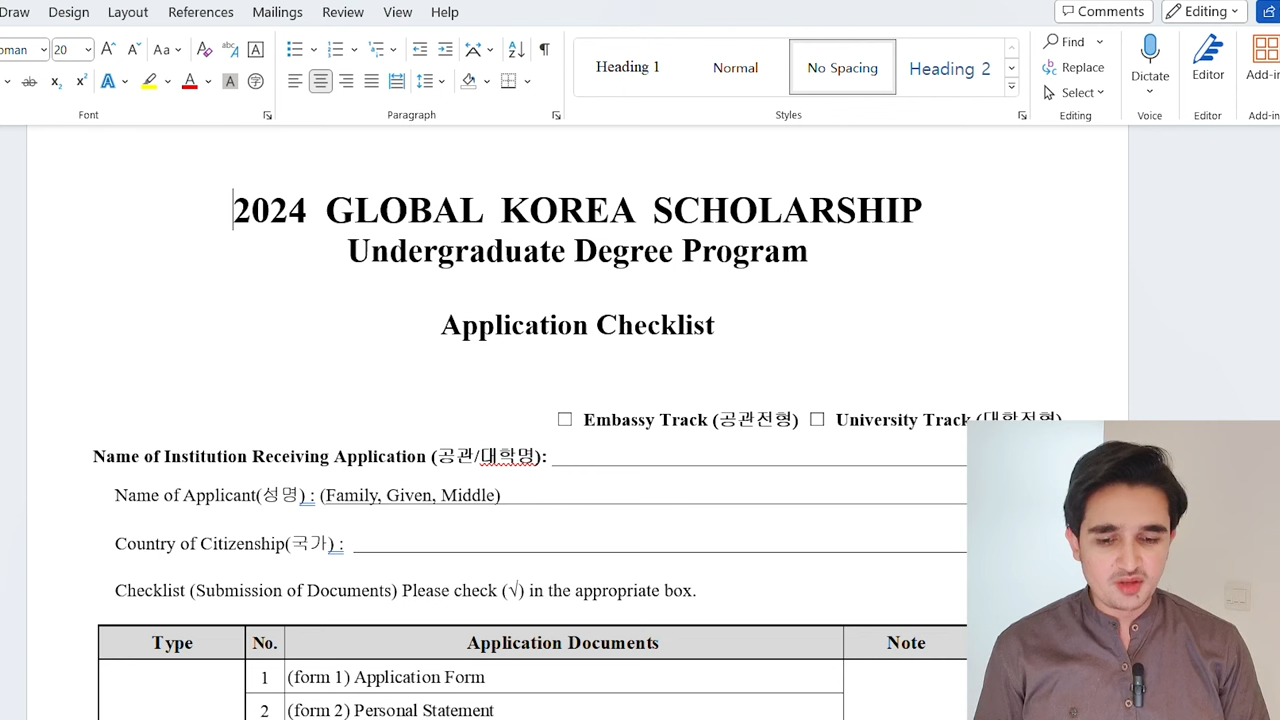 Draw Design Layout References Mailings Review View Help Comments Editing
oman 20 Aa Heading 1 Normal No Spacing Heading 2 Find Replace Select Dictate Editor Add-in
Font Paragraph Styles Editing Voice Editor Add-in
2024 GLOBAL KOREA SCHOLARSHIP
Undergraduate Degree Program
Application Checklist
☐ Embassy Track (공관전형) ☐ University Track (대학전형)
Name of Institution Receiving Application (공관/대학명):
Name of Applicant(성명) : (Family, Given, Middle)
Country of Citizenship(국가) :
Checklist (Submission of Documents) Please check (√) in the appropriate box.
Type No. Application Documents Note
1 (form 1) Application Form
2 (form 2) Personal Statement